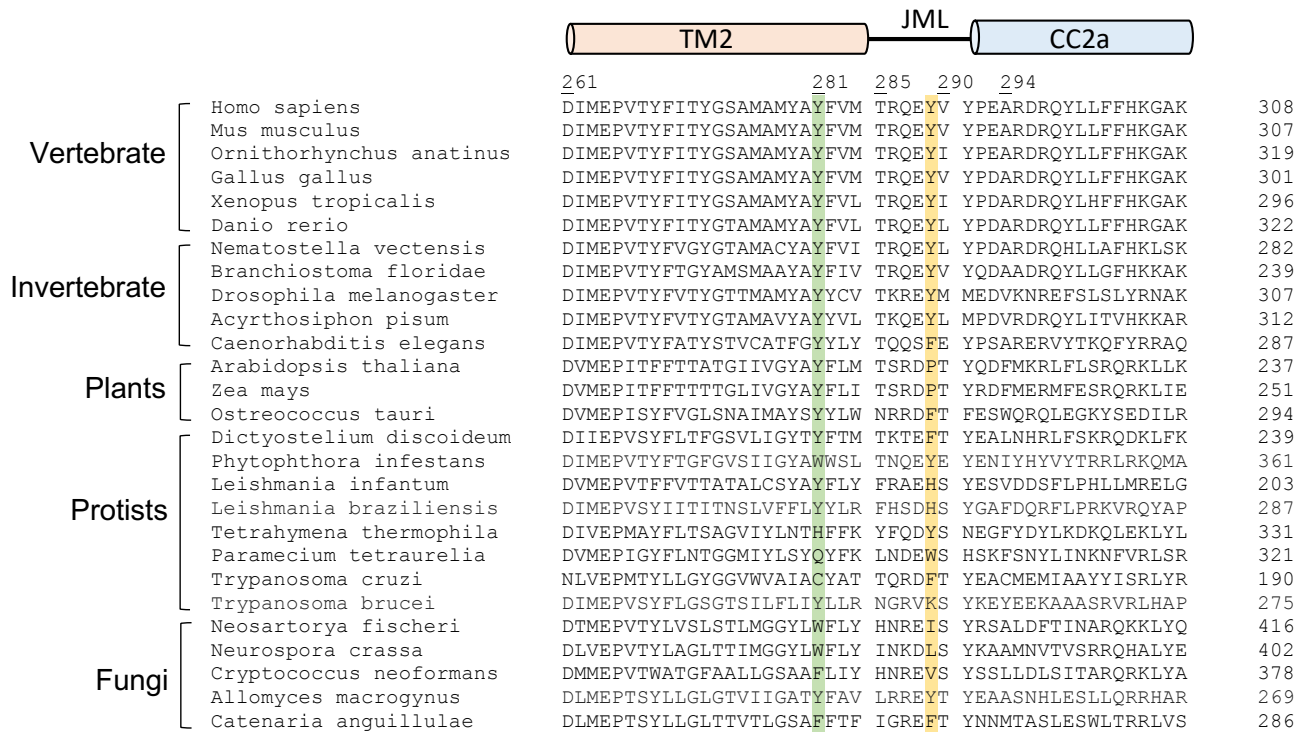 JML
TM2 CC2a
261 281 285 290 294
Homo sapiens DIMEPVTYFITYGSAMAMYAYFVM TRQEYV YPEARDRQYLLFFHKGAK 308
Mus musculus DIMEPVTYFITYGSAMAMYAYFVM TRQEYV YPEARDRQYLLFFHKGAK 307
Vertebrate Ornithorhynchus anatinus DIMEPVTYFITYGSAMAMYAYFVM TRQEYI YPEARDRQYLLFFHKGAK 319
Gallus gallus DIMEPVTYFITYGSAMAMYAYFVM TRQEYV YPDARDRQYLLFFHKGAK 301
Xenopus tropicalis DIMEPVTYFITYGSAMAMYAYFVL TRQEYI YPDARDRQYLHFFHKGAK 296
Danio rerio DIMEPVTYFITYGTAMAMYAYFVL TRQEYL YPDARDRQYLLFFHRGAK 322
Nematostella vectensis DIMEPVTYFVGYGTAMACYAYFVI TRQEYL YPDARDRQHLLAFHKLSK 282
Invertebrate Branchiostoma floridae DIMEPVTYFTGYAMSMAAYAYFIV TRQEYV YQDAADRQYLLGFHKKAK 239
Drosophila melanogaster DIMEPVTYFVTYGTTMAMYAYYCV TKREYM MEDVKNREFSLSLYRNAK 307
Acyrthosiphon pisum DIMEPVTYFVTYGTAMAVYAYYVL TKQEYL MPDVRDRQYLITVHKKAR 312
Caenorhabditis elegans DIMEPVTYFATYSTVCATFGYYLY TQQSFE YPSARERVYTKQFYRRAQ 287
Arabidopsis thaliana DVMEPITFFTTATGIIVGYAYFLM TSRDPT YQDFMKRLFLSRQRKLLK 237
Plants Zea mays DVMEPITFFTTTTGLIVGYAYFLI TSRDPT YRDFMERMFESRQRKLIE 251
Ostreococcus tauri DVMEPISYFVGLSNAIMAYSYYLW NRRDFT FESWQRQLEGKYSEDILR 294
Dictyostelium discoideum DIIEPVSYFLTFGSVLIGYTYFTM TKTEFT YEALNHRLFSKRQDKLFK 239
Phytophthora infestans DIMEPVTYFTGFGVSIIGYAWWSL TNQEYE YENIYHYVYTRRLRKQMA 361
Leishmania infantum DVMEPVTFFVTTATALCSYAYFLY FRAEHS YESVDDSFLPHLLMRELG 203
Protists Leishmania braziliensis DIMEPVSYIITITNSLVFFLYYLR FHSDHS YGAFDQRFLPRKVRQYAP 287
Tetrahymena thermophila DIVEPMAYFLTSAGVIYLNTHFFK YFQDYS NEGFYDYLKDKQLEKLYL 331
Paramecium tetraurelia DVMEPIGYFLNTGGMIYLSYQYFK LNDEWS HSKFSNYLINKNFVRLSR 321
Trypanosoma cruzi NLVEPMTYLLGYGGVWVAIACYAT TQRDFT YEACMEMIAAYYISRLYR 190
Trypanosoma brucei DIMEPVSYFLGSGTSILFLIYLLR NGRVKS YKEYEEKAAASRVRLHAP 275
Neosartorya fischeri DTMEPVTYLVSLSTLMGGYLWFLY HNREIS YRSALDFTINARQKKLYQ 416
Neurospora crassa DLVEPVTYLAGLTTIMGGYLWFLY INKDLS YKAAMNVTVSRRQHALYE 402
Fungi Cryptococcus neoformans DMMEPVTWATGFAALLGSAAFLIY HNREVS YSSLLDLSITARQRKLYA 378
Allomyces macrogynus DLMEPTSYLLGLGTVIIGATYFAV LRREYT YEAASNHLESLLQRRHAR 269
Catenaria anguillulae DLMEPTSYLLGLTTVTLGSAFFTF IGREFT YNNMTASLESWLTRRLVS 286